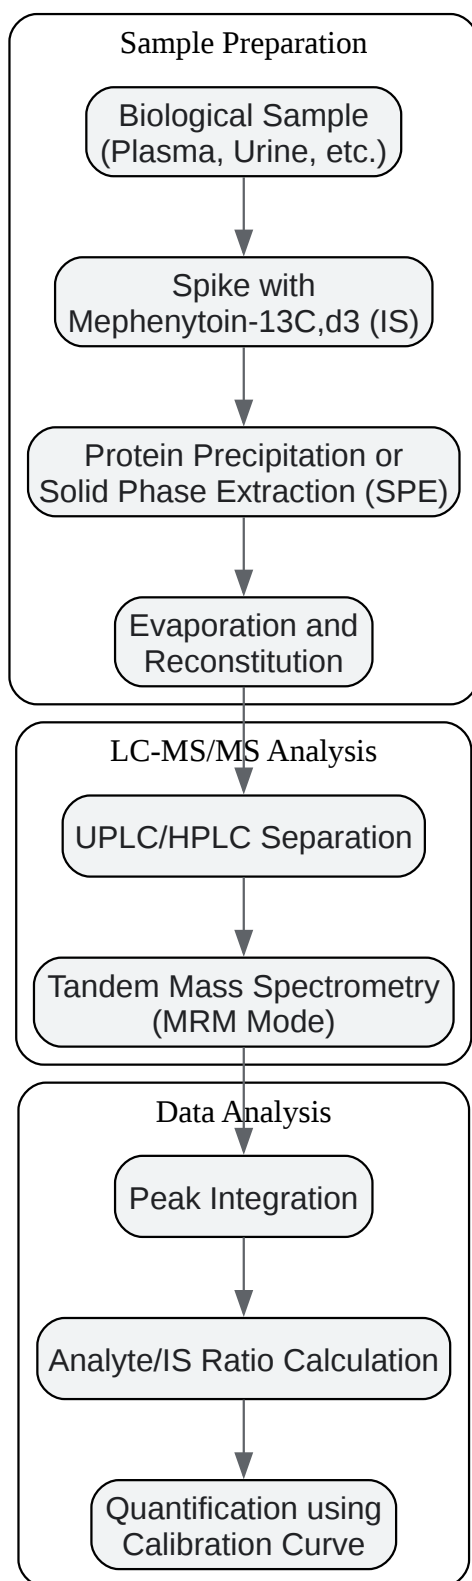 Sample Preparation
Biological Sample
(Plasma, Urine, etc.)
Spike with
Mephenytoin-13C,d3 (IS)
Protein Precipitation or
Solid Phase Extraction (SPE)
Evaporation and
Reconstitution
LC-MS/MS Analysis
UPLC/HPLC Separation
Tandem Mass Spectrometry
(MRM Mode)
Data Analysis
Peak Integration
Analyte/IS Ratio Calculation
Quantification using
Calibration Curve